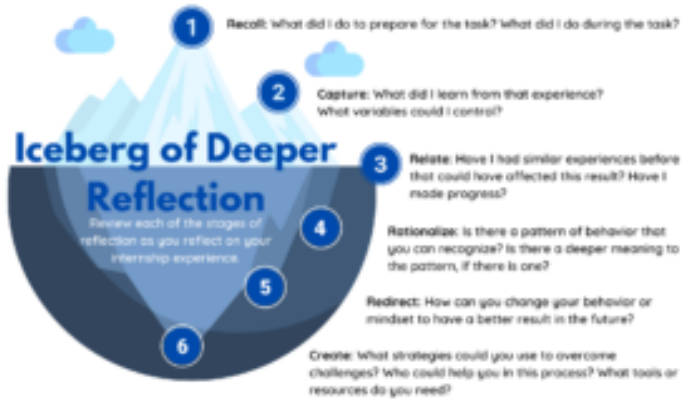 1
Recall: What did I do to prepare for the task? What did I do during the task?
2
Capture: What did I learn from that experience?
What variables could I control?
Iceberg of Deeper
Reflection
Review each of the stages of
reflection as you reflect on your
internship experience.
3
Relate: Have I had similar experiences before
that could have affected this result? Have I
made progress?
4
Rationalize: Is there a pattern of behavior that
you can recognize? Is there a deeper meaning to
the pattern, if there is one?
5
Redirect: How can you change your behavior or
mindset to have a better result in the future?
6
Create: What strategies could you use to overcome
challenges? Who could help you in this process? What tools or
resources do you need?